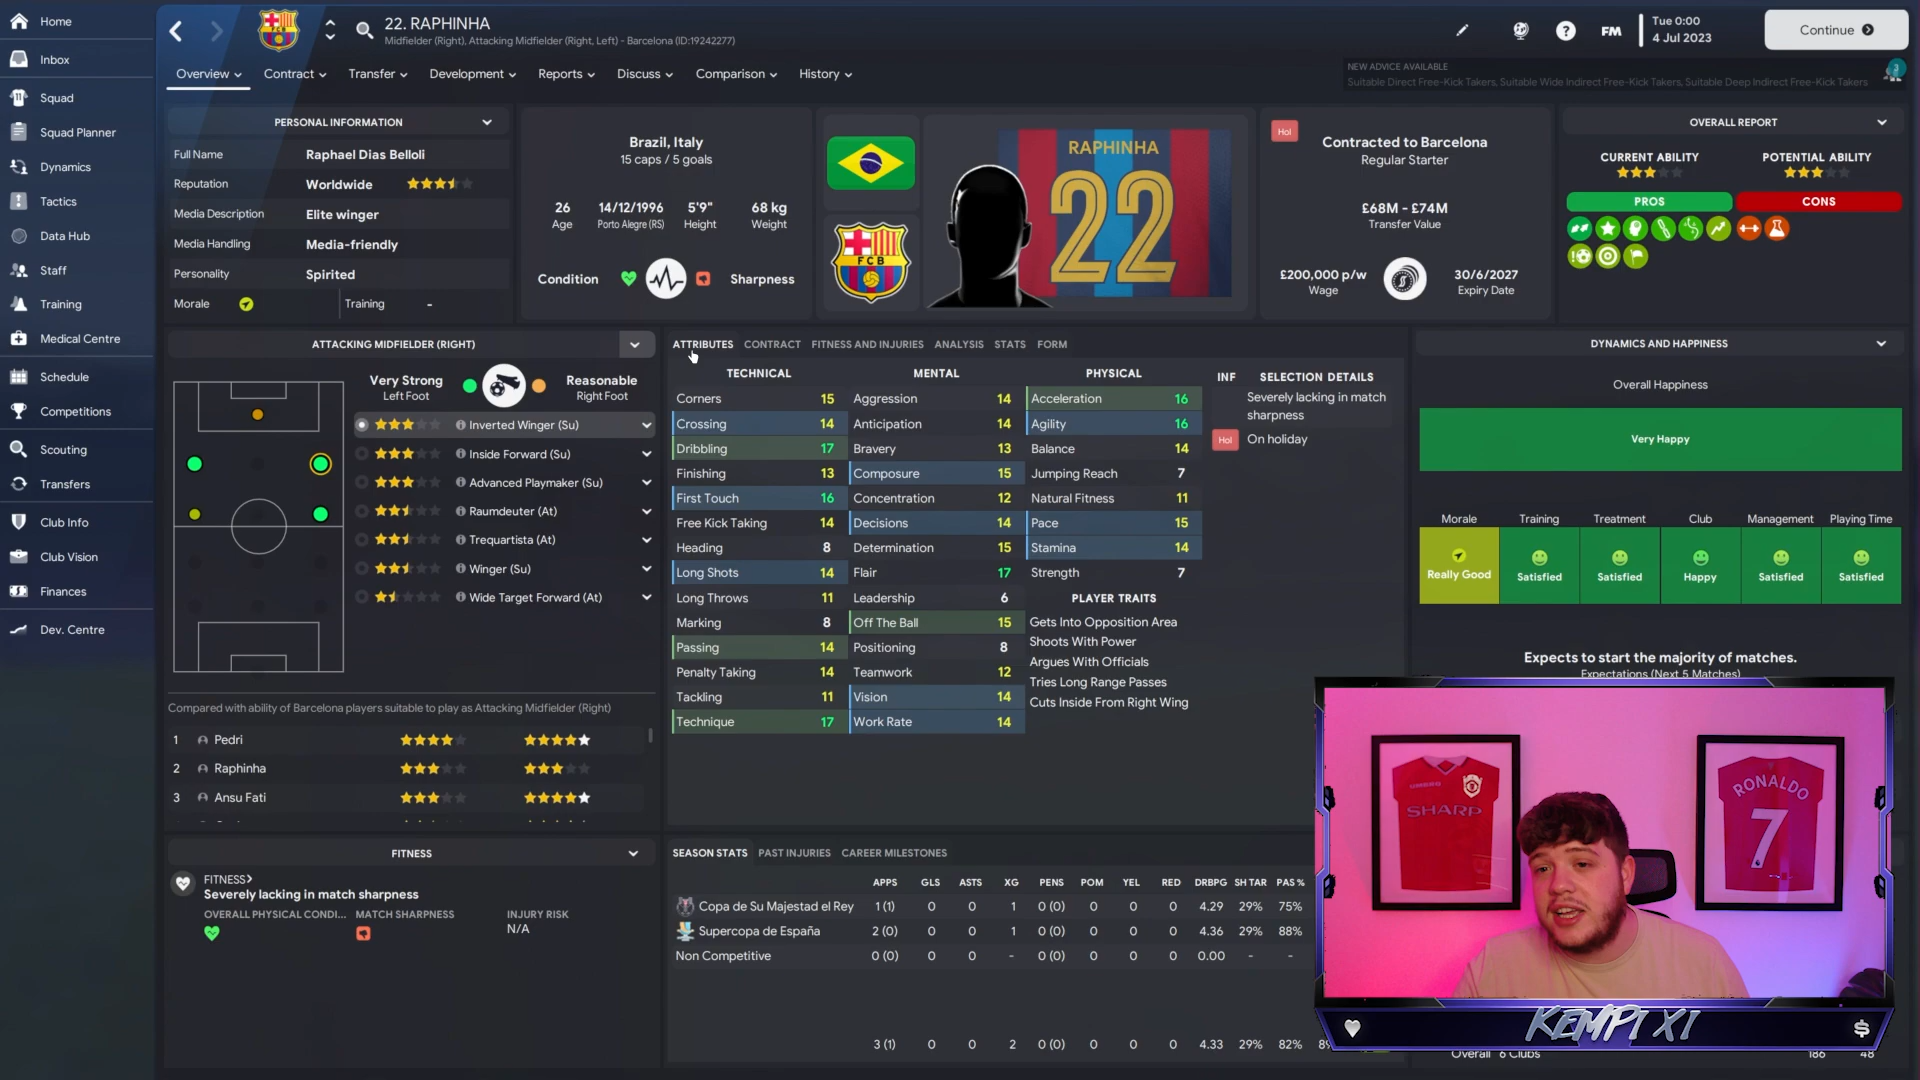 Home
Inbox
Squad
Squad Planner
Dynamics
Tactics
Data Hub
Staff
Training
Medical Centre
Schedule
Competitions
Scouting
Transfers
Club Info
Club Vision
Finances
Dev. Centre
22. RAPHINHA
Midfielder (Right), Attacking Midfielder (Right, Left) - Barcelona (ID:19242277)
FM
Tue 0:00
4 Jul 2023
Continue
Overview Contract Transfer Development Reports Discuss Comparison History
NEW ADVICE AVAILABLE
Suitable Direct Free-Kick Takers, Suitable Wide Indirect Free-Kick Takers, Suitable Deep Indirect Free-Kick Takers
3
PERSONAL INFORMATION
Full Name Raphael Dias Belloli
Reputation Worldwide
Media Description Elite winger
Media Handling Media-friendly
Personality Spirited
Morale Training -
Brazil, Italy
15 caps / 5 goals
26 14/12/1996 5'9" 68 kg
Age Porto Alegre (RS) Height Weight
Condition Sharpness
FCB
RAPHINHA
22
Hol
Contracted to Barcelona
Regular Starter
£68M - £74M
Transfer Value
£200,000 p/w 30/6/2027
Wage Expiry Date
OVERALL REPORT
CURRENT ABILITY POTENTIAL ABILITY
PROS CONS
ATTACKING MIDFIELDER (RIGHT)
Very Strong Reasonable
Left Foot Right Foot
Inverted Winger (Su)
Inside Forward (Su)
Advanced Playmaker (Su)
Raumdeuter (At)
Trequartista (At)
Winger (Su)
Wide Target Forward (At)
Compared with ability of Barcelona players suitable to play as Attacking Midfielder (Right)
1 Pedri
2 Raphinha
3 Ansu Fati
FITNESS
FITNESS>
Severely lacking in match sharpness
OVERALL PHYSICAL CONDI... MATCH SHARPNESS INJURY RISK
N/A
ATTRIBUTES CONTRACT FITNESS AND INJURIES ANALYSIS STATS FORM
TECHNICAL MENTAL PHYSICAL
Corners 15 Aggression 14 Acceleration 16
Crossing 14 Anticipation 14 Agility 16
Dribbling 17 Bravery 13 Balance 14
Finishing 13 Composure 15 Jumping Reach 7
First Touch 16 Concentration 12 Natural Fitness 11
Free Kick Taking 14 Decisions 14 Pace 15
Heading 8 Determination 15 Stamina 14
Long Shots 14 Flair 17 Strength 7
Long Throws 11 Leadership 6 PLAYER TRAITS
Marking 8 Off The Ball 15 Gets Into Opposition Area
Passing 14 Positioning 8 Shoots With Power
Penalty Taking 14 Teamwork 12 Argues With Officials
Tackling 11 Vision 14 Tries Long Range Passes
Technique 17 Work Rate 14 Cuts Inside From Right Wing
INF SELECTION DETAILS
Severely lacking in match
sharpness
Hol On holiday
SEASON STATS PAST INJURIES CAREER MILESTONES
APPS GLS ASTS XG PENS POM YEL RED DRBPG SH TAR PAS %
Copa de Su Majestad el Rey 1 (1) 0 0 1 0 (0) 0 0 0 4.29 29% 75%
Supercopa de España 2 (0) 0 0 1 0 (0) 0 0 0 4.36 29% 88%
Non Competitive 0 (0) 0 0 - 0 (0) 0 0 0 0.00 - -
3 (1) 0 0 2 0 (0) 0 0 0 4.33 29% 82%
DYNAMICS AND HAPPINESS
Overall Happiness
Very Happy
Morale Training Treatment Club Management Playing Time
Really Good Satisfied Satisfied Happy Satisfied Satisfied
Expects to start the majority of matches.
Expectations (Next 5 Matches)
UMBRO
SHARP
RONALDO
7
KEMPI XI
$
Overall 6 Clubs 186 48